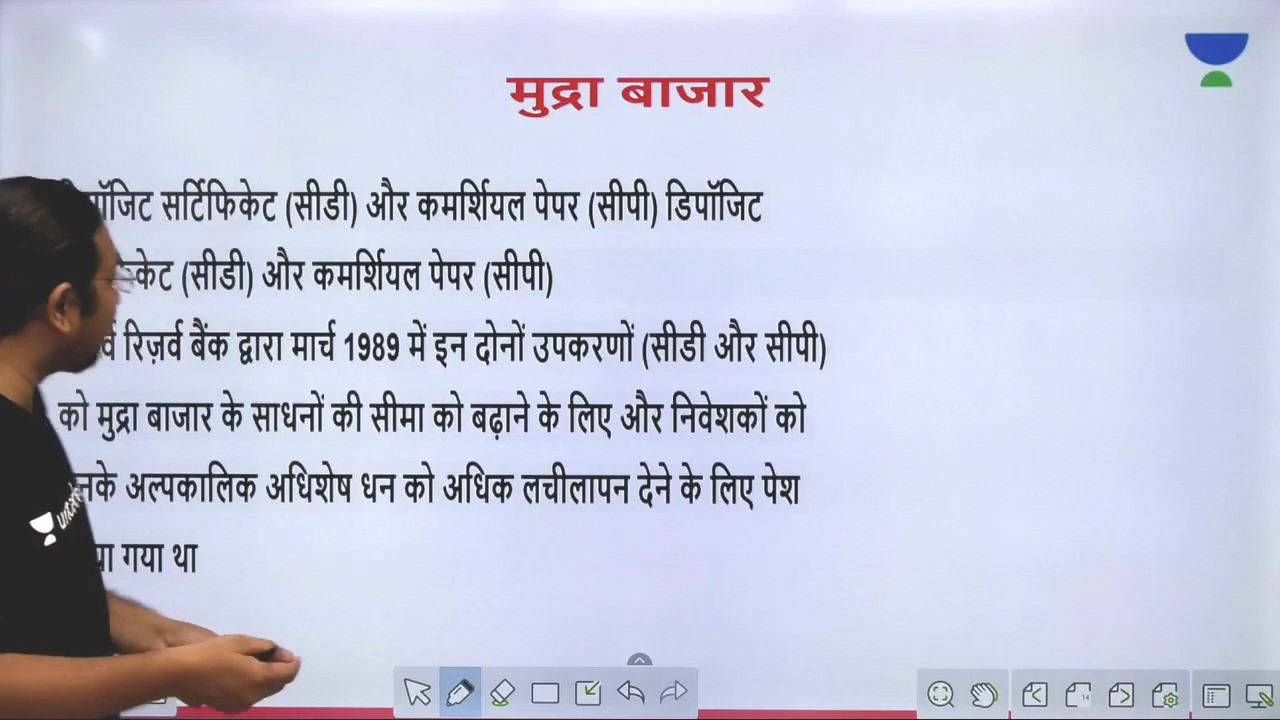 मुद्रा बाजार
सर्टिफिकेट (सीडी) और कमर्शियल पेपर (सीपी) डिपॉजिट
(सीडी) और कमर्शियल पेपर (सीपी)
रिज़र्व बैंक द्वारा मार्च 1989 में इन दोनों उपकरणों (सीडी और सीपी)
को मुद्रा बाजार के साधनों की सीमा को बढ़ाने के लिए और निवेशकों को
अल्पकालिक अधिशेष धन को अधिक लचीलापन देने के लिए पेश
गया था
14